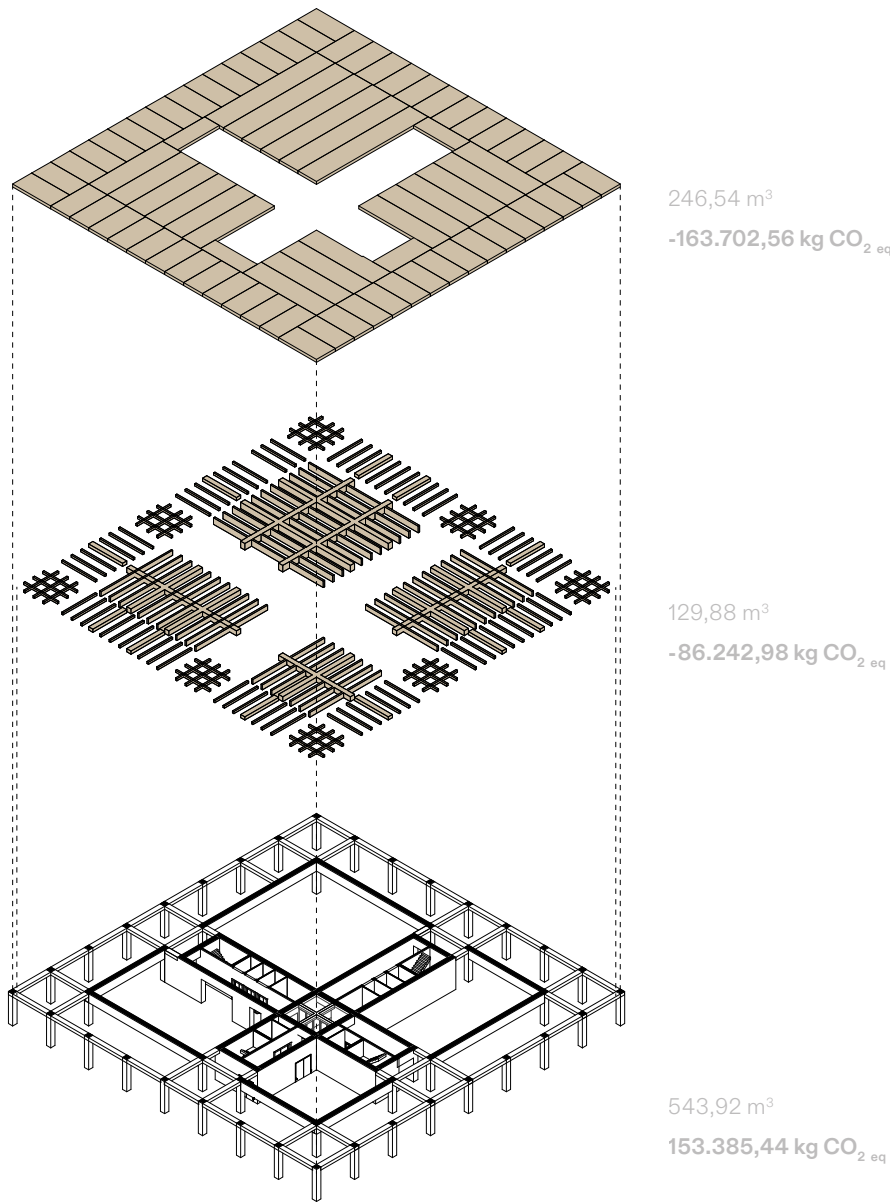 246,54 m³
-163.702,56 kg CO₂ eq
129,88 m³
-86.242,98 kg CO₂ eq
543,92 m³
153.385,44 kg CO₂ eq